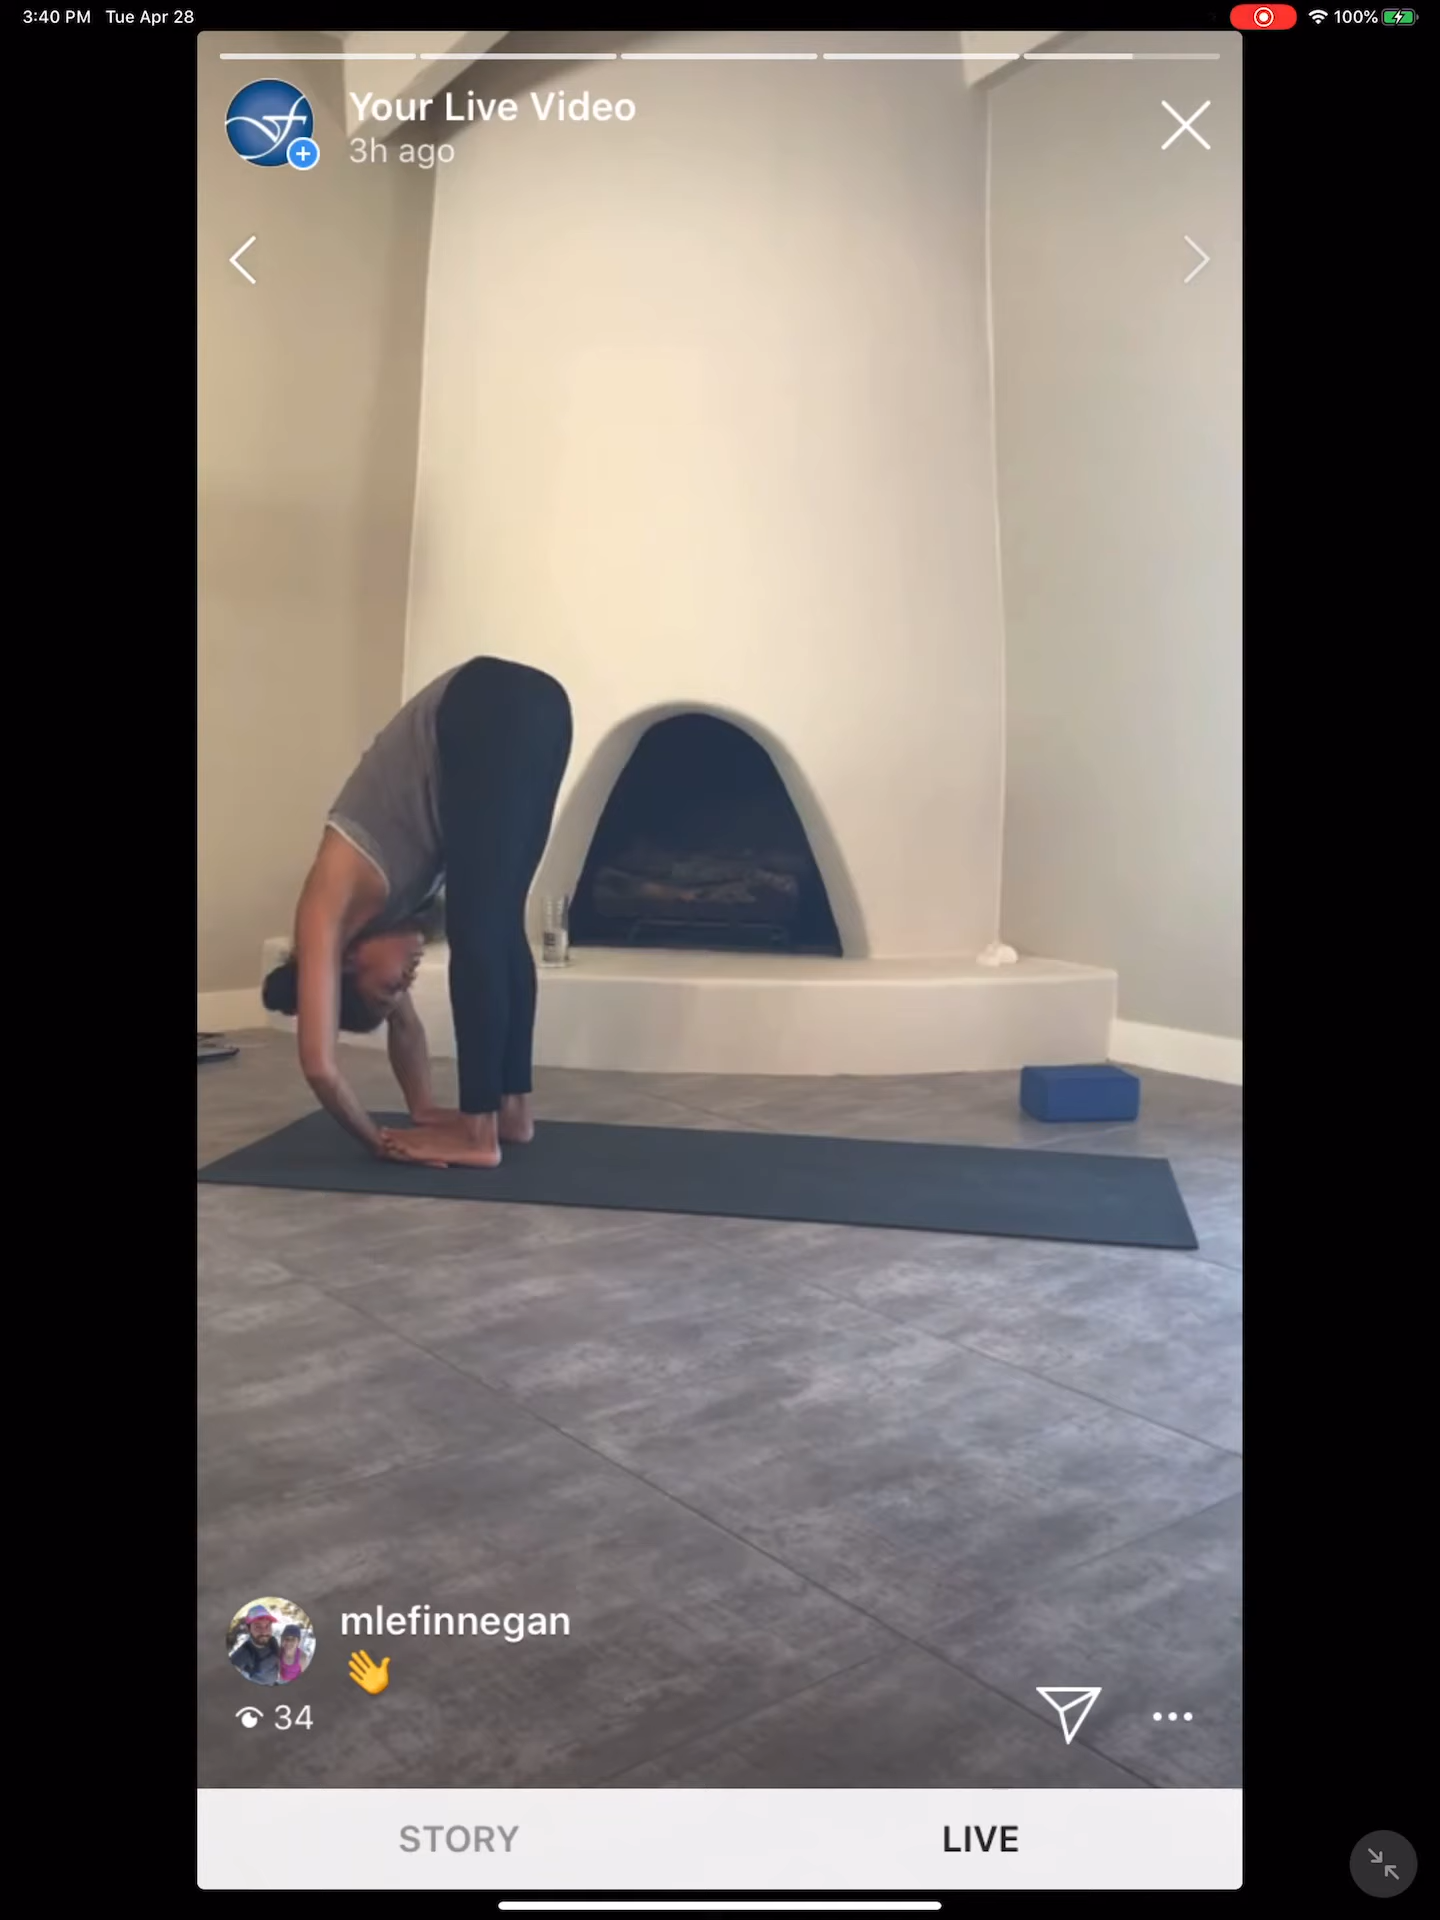 3:40 PM Tue Apr 28
100%
Your Live Video
3h ago
mlefinnegan
👋
34
STORY
LIVE